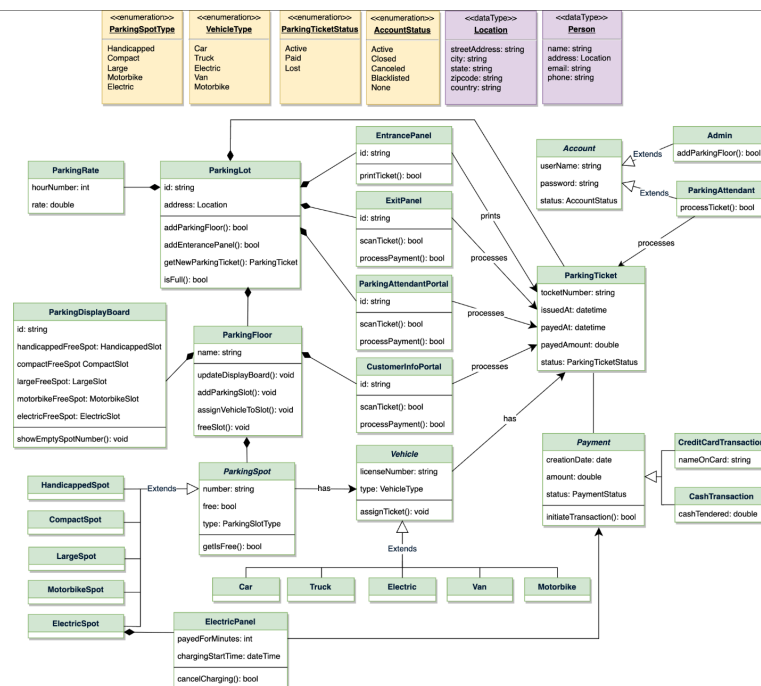 <<enumeration>>
ParkingSpotType
Handicapped
Compact
Large
Motorbike
Electric
<<enumeration>>
VehicleType
Car
Truck
Electric
Van
Motorbike
<<enumeration>>
ParkingTicketStatus
Active
Paid
Lost
<<enumeration>>
AccountStatus
Active
Closed
Canceled
Blacklisted
None
<<dataType>>
Location
streetAddress: string
city: string
state: string
zipcode: string
country: string
<<dataType>>
Person
name: string
address: Location
email: string
phone: string
ParkingRate
hourNumber: int
rate: double
ParkingLot
id: string
address: Location
addParkingFloor(): bool
addEnterancePanel(): bool
getNewParkingTicket(): ParkingTicket
isFull(): bool
EntrancePanel
id: string
printTicket(): bool
prints
ExitPanel
id: string
scanTicket(): bool
processPayment(): bool
processes
ParkingAttendantPortal
id: string
scanTicket(): bool
processPayment(): bool
processes
CustomerInfoPortal
id: string
scanTicket(): bool
processPayment(): bool
processes
Account
userName: string
password: string
status: AccountStatus
Extends
Extends
Admin
addParkingFloor(): bool
ParkingAttendant
processTicket(): bool
processes
ParkingTicket
tocketNumber: string
issuedAt: datetime
payedAt: datetime
payedAmount: double
status: ParkingTicketStatus
ParkingDisplayBoard
id: string
handicappedFreeSpot: HandicappedSlot
compactFreeSpot CompactSlot
largeFreeSpot: LargeSlot
motorbikeFreeSpot: MotorbikeSlot
electricFreeSpot: ElectricSlot
showEmptySpotNumber(): void
ParkingFloor
name: string
updateDisplayBoard(): void
addParkingSlot(): void
assignVehicleToSlot(): void
freeSlot(): void
ParkingSpot
number: string
free: bool
type: ParkingSlotType
getIsFree(): bool
has
Vehicle
licenseNumber: string
type: VehicleType
assignTicket(): void
has
Extends
Car
Truck
Electric
Van
Motorbike
Payment
creationDate: date
amount: double
status: PaymentStatus
initiateTransaction(): bool
CreditCardTransaction
nameOnCard: string
CashTransaction
cashTendered: double
HandicappedSpot
Extends
CompactSpot
LargeSpot
MotorbikeSpot
ElectricSpot
ElectricPanel
payedForMinutes: int
chargingStartTime: dateTime
cancelCharging(): bool